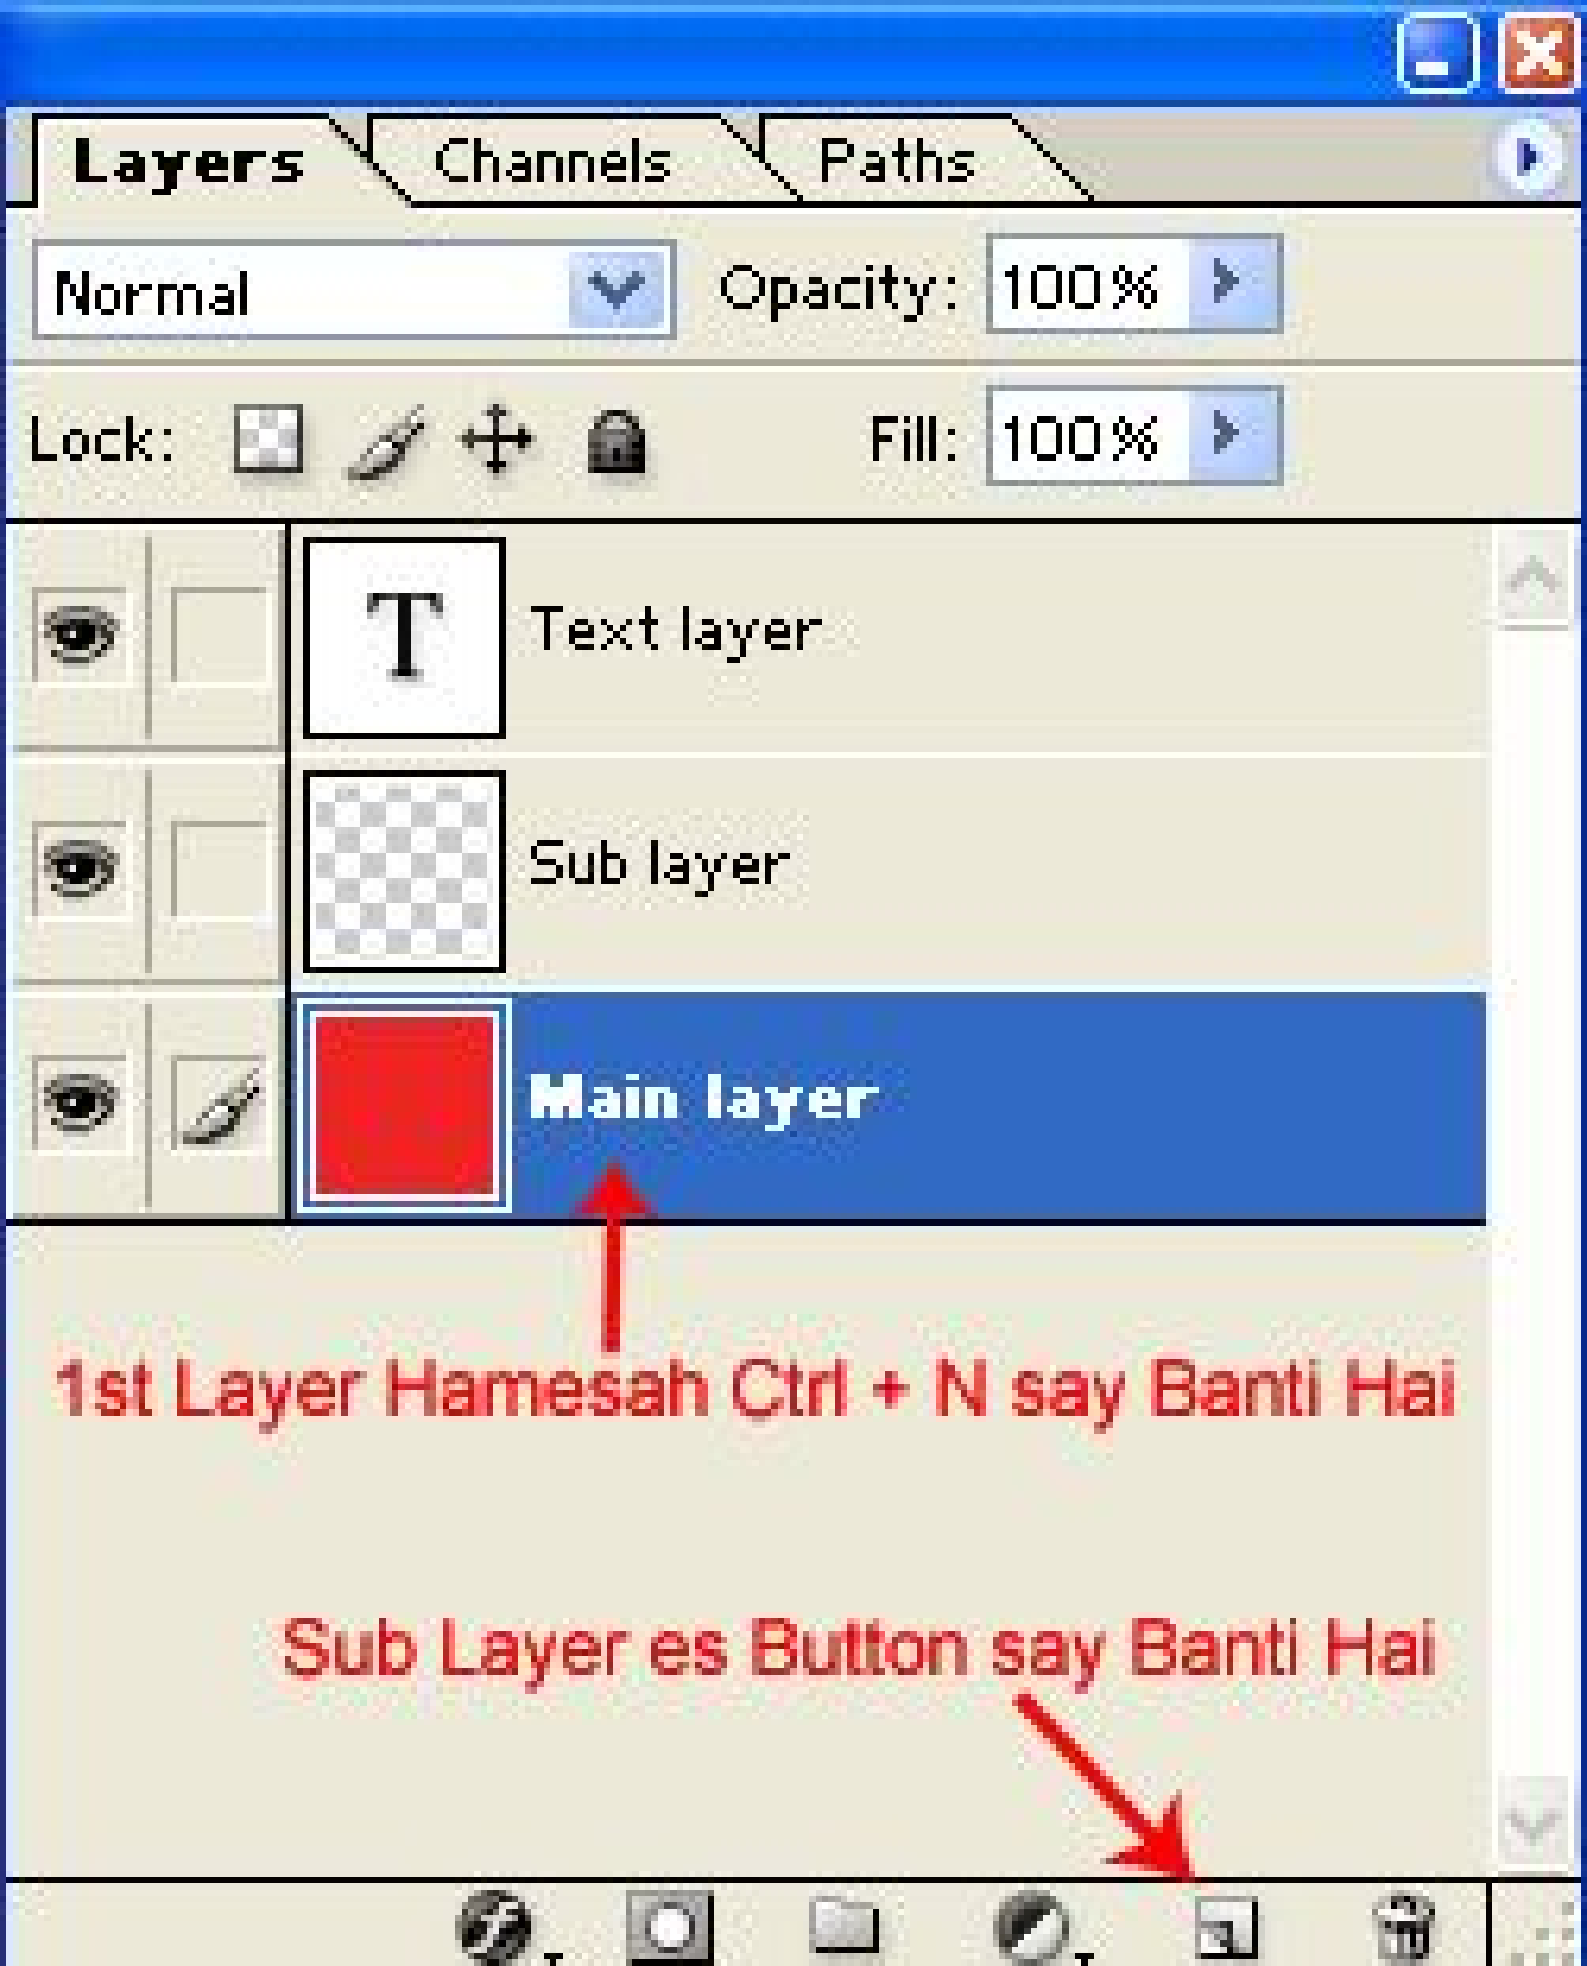 Layers Channels Paths
Normal Opacity: 100%
Lock: Fill: 100%
T Text layer
Sub layer
Main layer
1st Layer Hamesah Ctrl + N say Banti Hai
Sub Layer es Button say Banti Hai